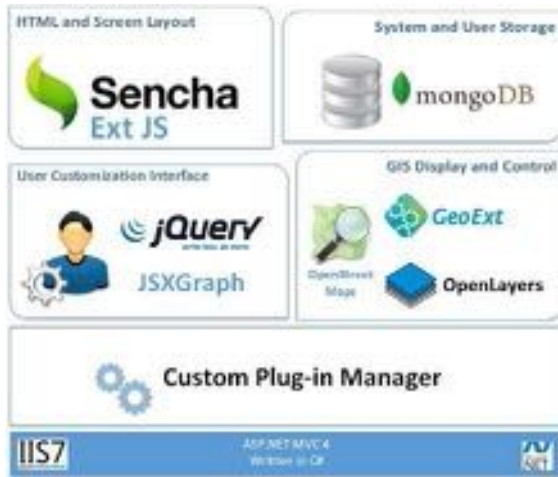 HTML and Screen Layout
Sencha
Ext JS
System and User Storage
mongoDB
User Customization Interface
jQuery
JSXGraph
GIS Display and Control
OpenStreet
Maps
GeoExt
OpenLayers
Custom Plug-in Manager
IIS7
ASP.NET MVC 4
Written in C#
.NET